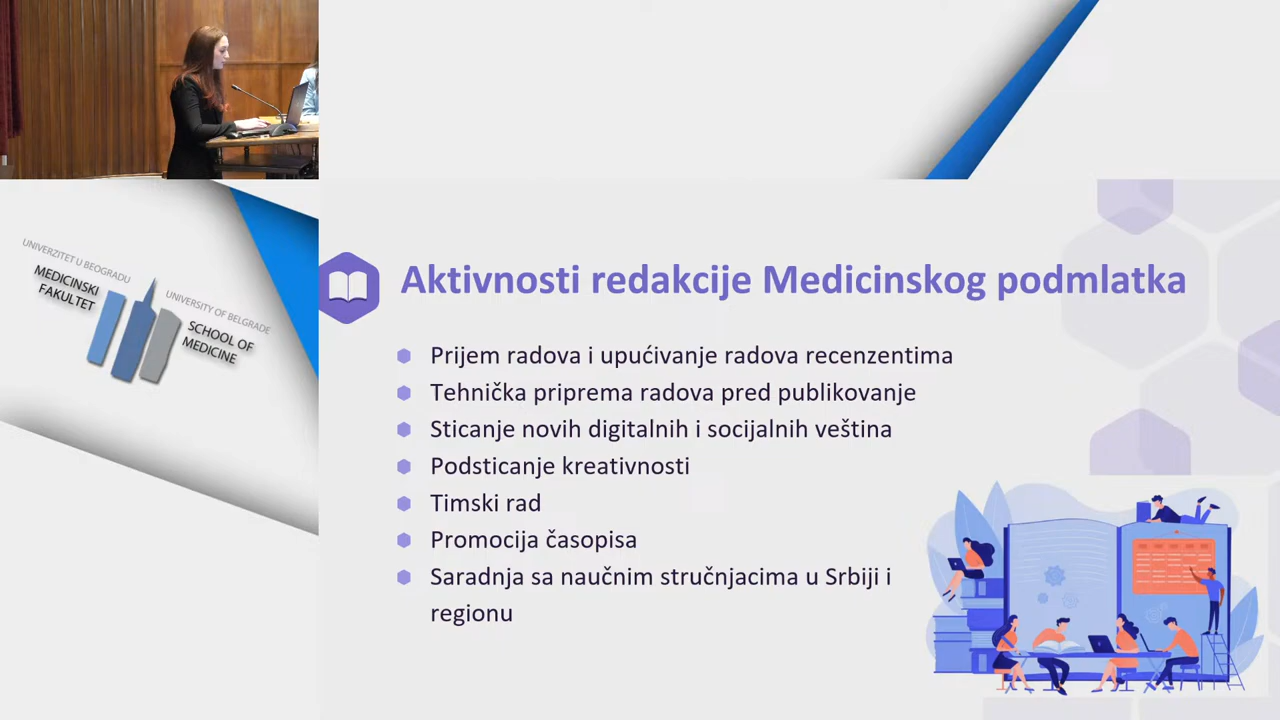 UNIVERZITET U BEOGRADU
MEDICINSKI
FAKULTET
UNIVERSITY OF BELGRADE
SCHOOL OF
MEDICINE
Aktivnosti redakcije Medicinskog podmlatka
Prijem radova i upućivanje radova recenzentima
Tehnička priprema radova pred publikovanje
Sticanje novih digitalnih i socijalnih veština
Podsticanje kreativnosti
Timski rad
Promocija časopisa
Saradnja sa naučnim stručnjacima u Srbiji i
regionu